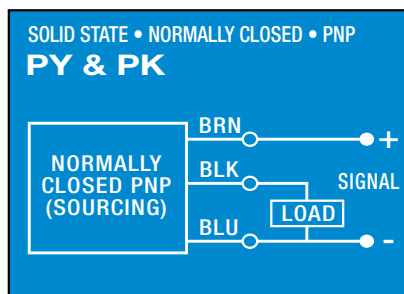 SOLID STATE • NORMALLY CLOSED • PNP
PY & PK
BRN
+
NORMALLY
CLOSED PNP
(SOURCING)
BLK
SIGNAL
LOAD
BLU
-